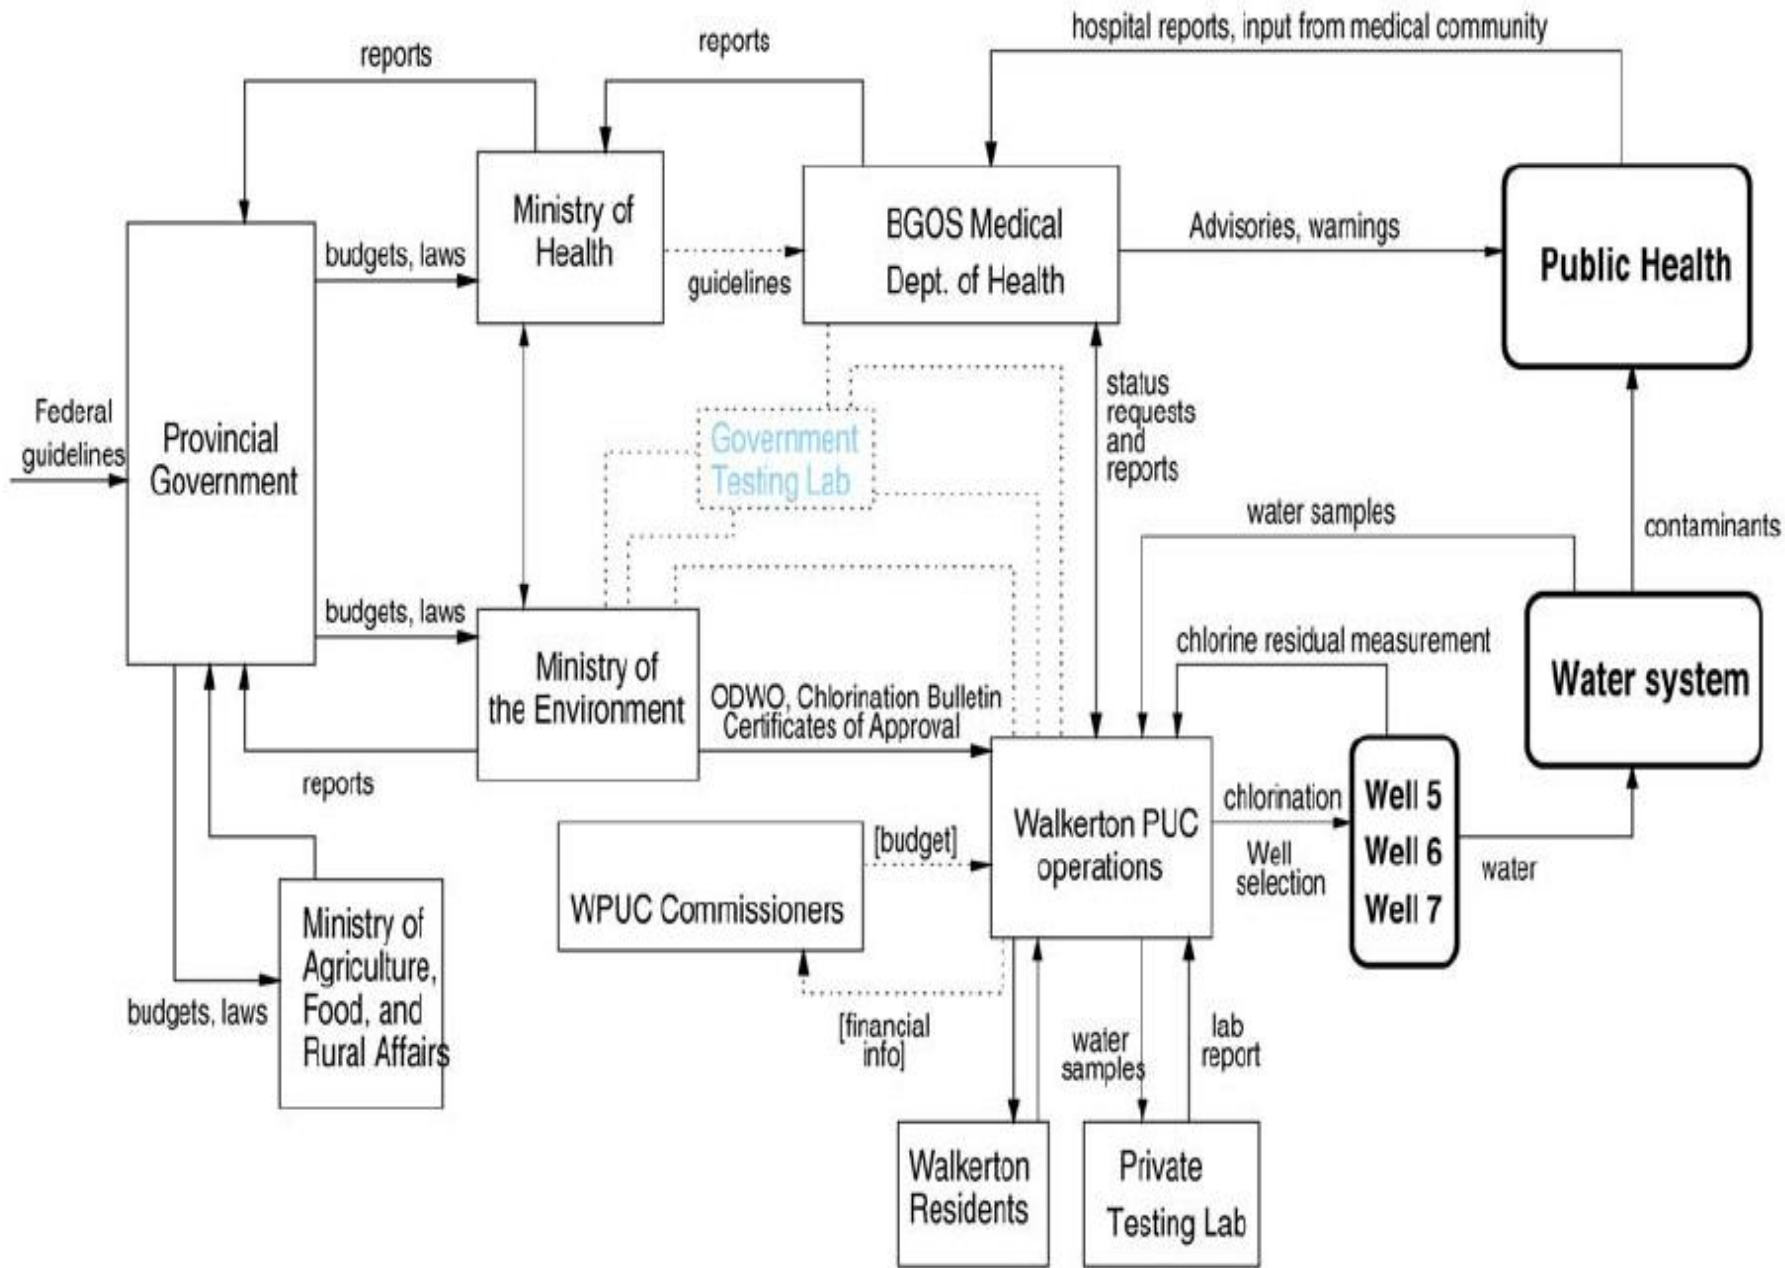 hospital reports, input from medical community
reports
reports
Ministry of
Health
BGOS Medical
Dept. of Health
Advisories, warnings
Public Health
budgets, laws
guidelines
Federal
guidelines
Provincial
Government
Government
Testing Lab
status
requests
and
reports
water samples
contaminants
budgets, laws
Ministry of
the Environment
ODWO, Chlorination Bulletin
Certificates of Approval
chlorine residual measurement
Water system
reports
[budget]
WPUC Commissioners
Walkerton PUC
operations
chlorination
Well
selection
Well 5
Well 6
Well 7
water
Ministry of
Agriculture,
Food, and
Rural Affairs
budgets, laws
[financial
info]
water
samples
lab
report
Walkerton
Residents
Private
Testing Lab